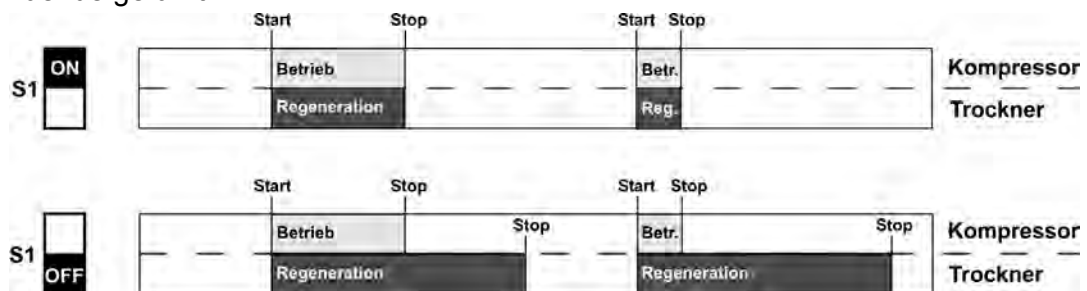 Start Stop Start Stop
S1 ON Betrieb Betr. Kompressor
Regeneration Reg. Trockner
Start Stop Start Stop
S1 Betrieb Stop Betr. Stop Kompressor
OFF Regeneration Regeneration Trockner